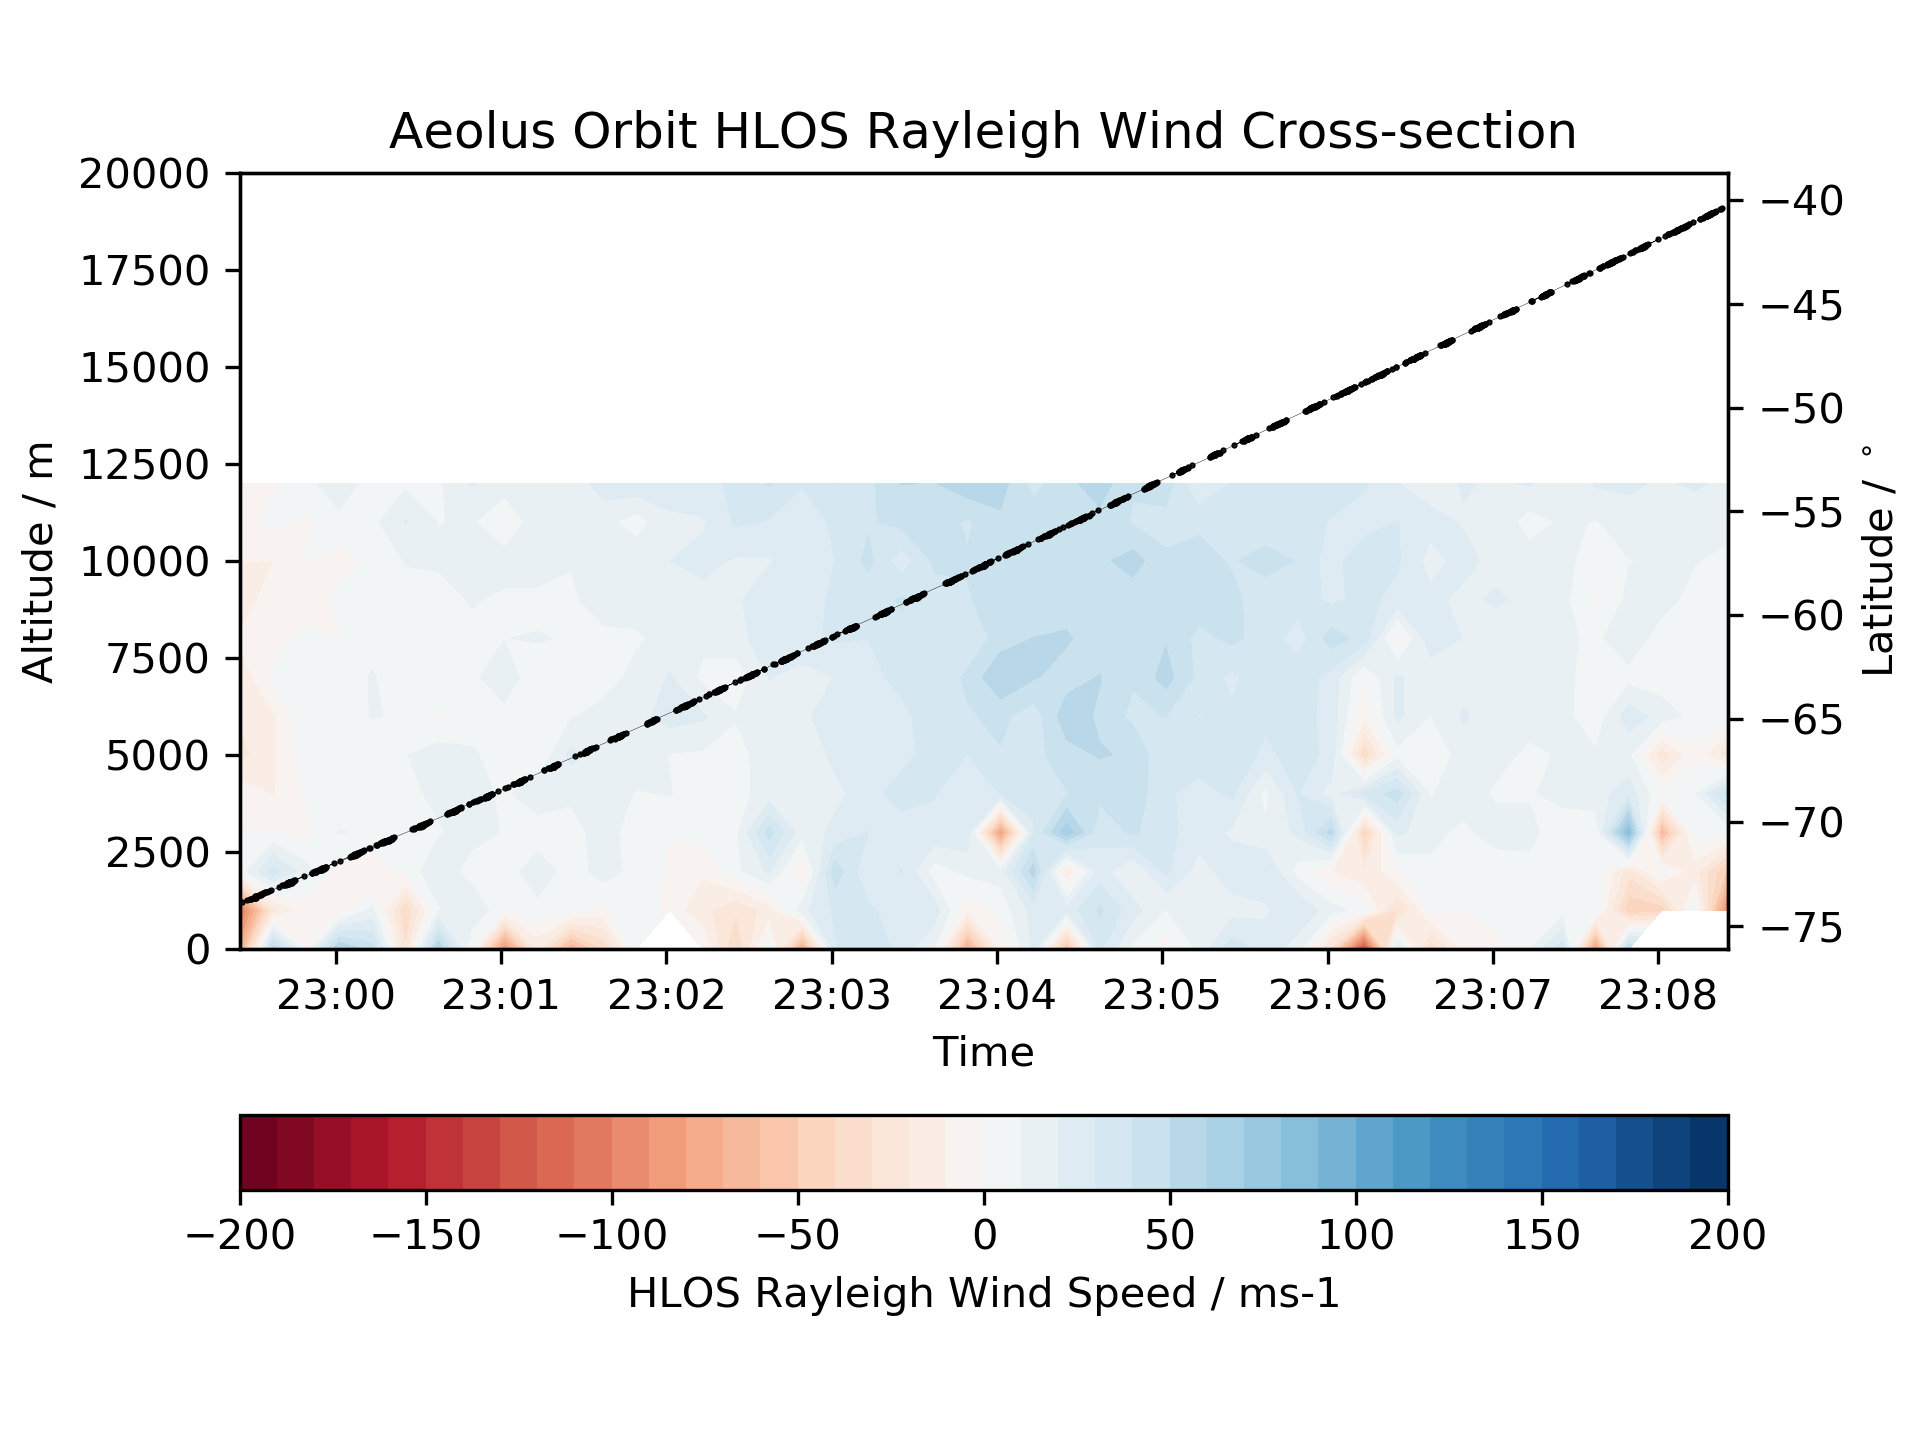 Aeolus Orbit HLOS Rayleigh Wind Cross-section
20000
17500
15000
12500
10000
7500
5000
2500
0
Altitude / m
−40
−45
−50
−55
−60
−65
−70
−75
Latitude / °
23:00 23:01 23:02 23:03 23:04 23:05 23:06 23:07 23:08
Time
−200 −150 −100 −50 0 50 100 150 200
HLOS Rayleigh Wind Speed / ms-1